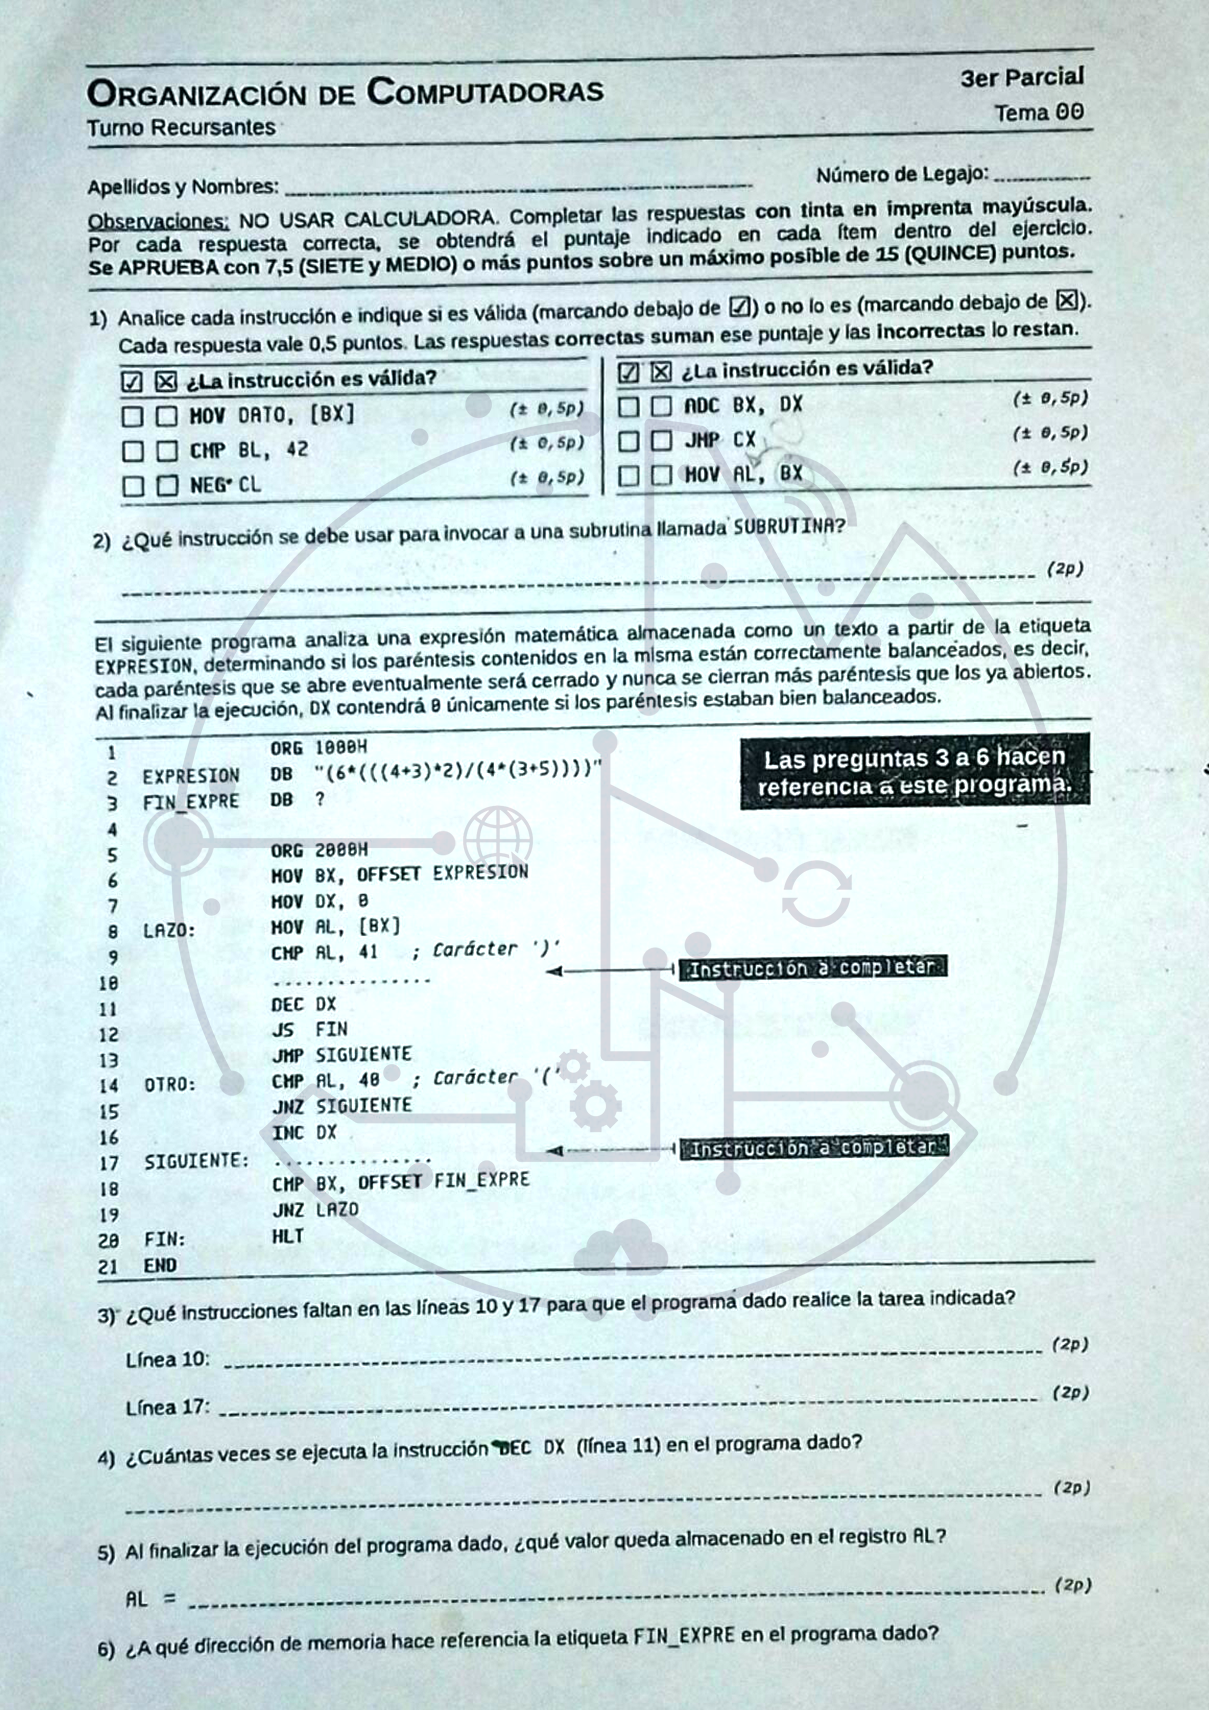 ORGANIZACIÓN DE COMPUTADORAS
3er Parcial
Turno Recursantes
Tema 00
Apellidos y Nombres:
Número de Legajo:
Observaciones: NO USAR CALCULADORA. Completar las respuestas con tinta en imprenta mayúscula.
Por cada respuesta correcta, se obtendrá el puntaje indicado en cada ítem dentro del ejercicio.
Se APRUEBA con 7,5 (SIETE y MEDIO) o más puntos sobre un máximo posible de 15 (QUINCE) puntos.
1) Analice cada instrucción e indique si es válida (marcando debajo de ☑) o no lo es (marcando debajo de ☒).
Cada respuesta vale 0,5 puntos. Las respuestas correctas suman ese puntaje y las incorrectas lo restan.
☑ ☒ ¿La instrucción es válida?
☐ ☐ MOV DATO, [BX] (± 0,5p)
☐ ☐ CMP BL, 42 (± 0,5p)
☐ ☐ NEG CL (± 0,5p)
☑ ☒ ¿La instrucción es válida?
☐ ☐ ADC BX, DX (± 0,5p)
☐ ☐ JMP CX (± 0,5p)
☐ ☐ MOV AL, BX (± 0,5p)
2) ¿Qué instrucción se debe usar para invocar a una subrutina llamada SUBRUTINA?
(2p)
El siguiente programa analiza una expresión matemática almacenada como un texto a partir de la etiqueta
EXPRESION, determinando si los paréntesis contenidos en la misma están correctamente balanceados, es decir,
cada paréntesis que se abre eventualmente será cerrado y nunca se cierran más paréntesis que los ya abiertos.
Al finalizar la ejecución, DX contendrá 0 únicamente si los paréntesis estaban bien balanceados.
Las preguntas 3 a 6 hacen
referencia a este programa.
1 ORG 1000H
2 EXPRESION DB "(6*(((4+3)*2)/(4*(3+5))))"
3 FIN_EXPRE DB ?
4
5 ORG 2000H
6 MOV BX, OFFSET EXPRESION
7 MOV DX, 0
8 LAZO: MOV AL, [BX]
9 CMP AL, 41 ; Carácter ')'
10 ............... Instrucción a completar
11 DEC DX
12 JS FIN
13 JMP SIGUIENTE
14 OTRO: CMP AL, 40 ; Carácter '('
15 JNZ SIGUIENTE
16 INC DX
17 SIGUIENTE: ............... Instrucción a completar
18 CMP BX, OFFSET FIN_EXPRE
19 JNZ LAZO
20 FIN: HLT
21 END
3) ¿Qué instrucciones faltan en las líneas 10 y 17 para que el programa dado realice la tarea indicada?
Línea 10: (2p)
Línea 17: (2p)
4) ¿Cuántas veces se ejecuta la instrucción DEC DX (línea 11) en el programa dado?
(2p)
5) Al finalizar la ejecución del programa dado, ¿qué valor queda almacenado en el registro AL?
AL = (2p)
6) ¿A qué dirección de memoria hace referencia la etiqueta FIN_EXPRE en el programa dado?